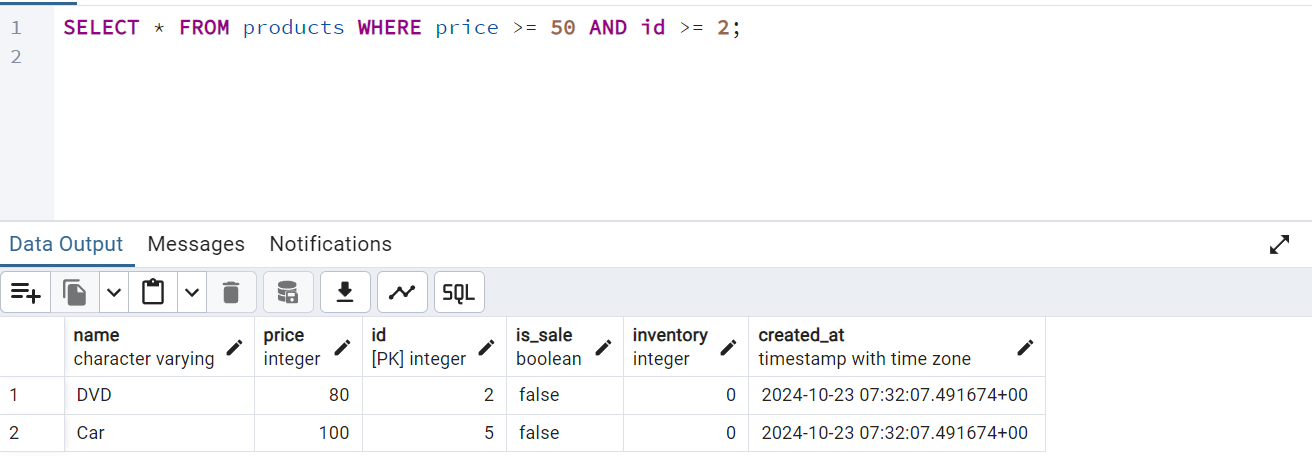 1 SELECT * FROM products WHERE price >= 50 AND id >= 2;
2
Data Output Messages Notifications
SQL
name price id is_sale inventory created_at
character varying integer [PK] integer boolean integer timestamp with time zone
1 DVD 80 2 false 0 2024-10-23 07:32:07.491674+00
2 Car 100 5 false 0 2024-10-23 07:32:07.491674+00